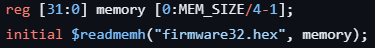 reg [31:0] memory [0:MEM_SIZE/4-1];
initial $readmemh("firmware32.hex", memory);